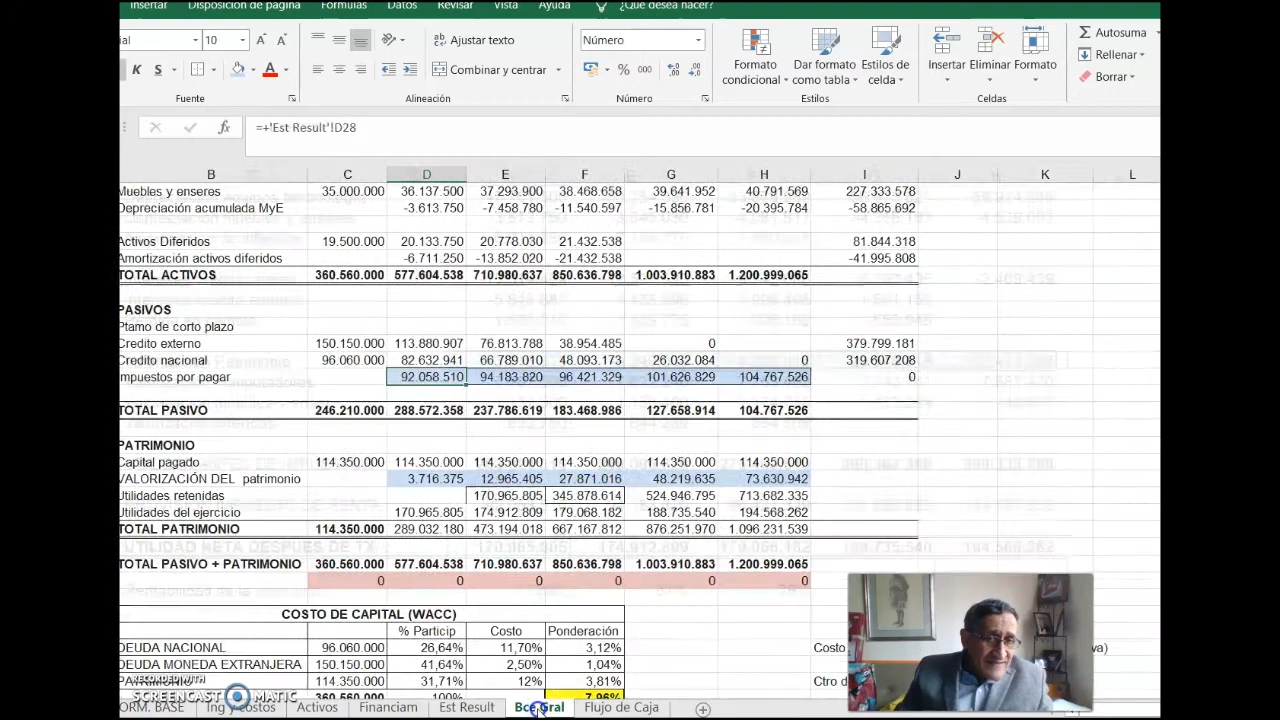 Insertar Disposición de página Fórmulas Datos Revisar Vista Ayuda ¿Qué desea hacer?
ial 10 A A ab Ajustar texto Número Autosuma
K S A Combinar y centrar % 000 Formato condicional Dar formato como tabla Estilos de celda Insertar Eliminar Formato Rellenar
Borrar
Fuente Alineación Número Estilos Celdas
fx =+'Est Result'!D28
B C D E F G H I J K L
Muebles y enseres 35.000.000 36.137.500 37.293.900 38.468.658 39.641.952 40.791.569 227.333.578
Depreciación acumulada MyE -3.613.750 -7.458.780 -11.540.597 -15.856.781 -20.395.784 -58.865.692
Activos Diferidos 19.500.000 20.133.750 20.778.030 21.432.538 81.844.318
Amortización activos diferidos -6.711.250 -13.852.020 -21.432.538 -41.995.808
TOTAL ACTIVOS 360.560.000 577.604.538 710.980.637 850.636.798 1.003.910.883 1.200.999.065
PASIVOS
Ptamo de corto plazo
Credito externo 150.150.000 113.880.907 76.813.788 38.954.485 0 379.799.181
Credito nacional 96.060.000 82.632.941 66.789.010 48.093.173 26.032.084 0 319.607.208
Impuestos por pagar 92.058.510 94.183.820 96.421.329 101.626.829 104.767.526 0
TOTAL PASIVO 246.210.000 288.572.358 237.786.619 183.468.986 127.658.914 104.767.526
PATRIMONIO
Capital pagado 114.350.000 114.350.000 114.350.000 114.350.000 114.350.000 114.350.000
VALORIZACIÓN DEL patrimonio 3.716.375 12.965.405 27.871.016 48.219.635 73.630.942
Utilidades retenidas 170.965.805 345.878.614 524.946.795 713.682.335
Utilidades del ejercicio 170.965.805 174.912.809 179.068.182 188.735.540 194.568.262
TOTAL PATRIMONIO 114.350.000 289.032.180 473.194.018 667.167.812 876.251.970 1.096.231.539
TOTAL PASIVO + PATRIMONIO 360.560.000 577.604.538 710.980.637 850.636.798 1.003.910.883 1.200.999.065
0 0 0 0 0 0
COSTO DE CAPITAL (WACC)
% Particip Costo Ponderación
DEUDA NACIONAL 96.060.000 26,64% 11,70% 3,12% Costo va)
DEUDA MONEDA EXTRANJERA 150.150.000 41,64% 2,50% 1,04%
114.350.000 31,71% 12% 3,81% Ctro d
360.560.000 100% 7,96%
RECORDED WITH
SCREENCAST MATIC
ORM. BASE Ing y costos Activos Financiam Est Result Bce Gral Flujo de Caja